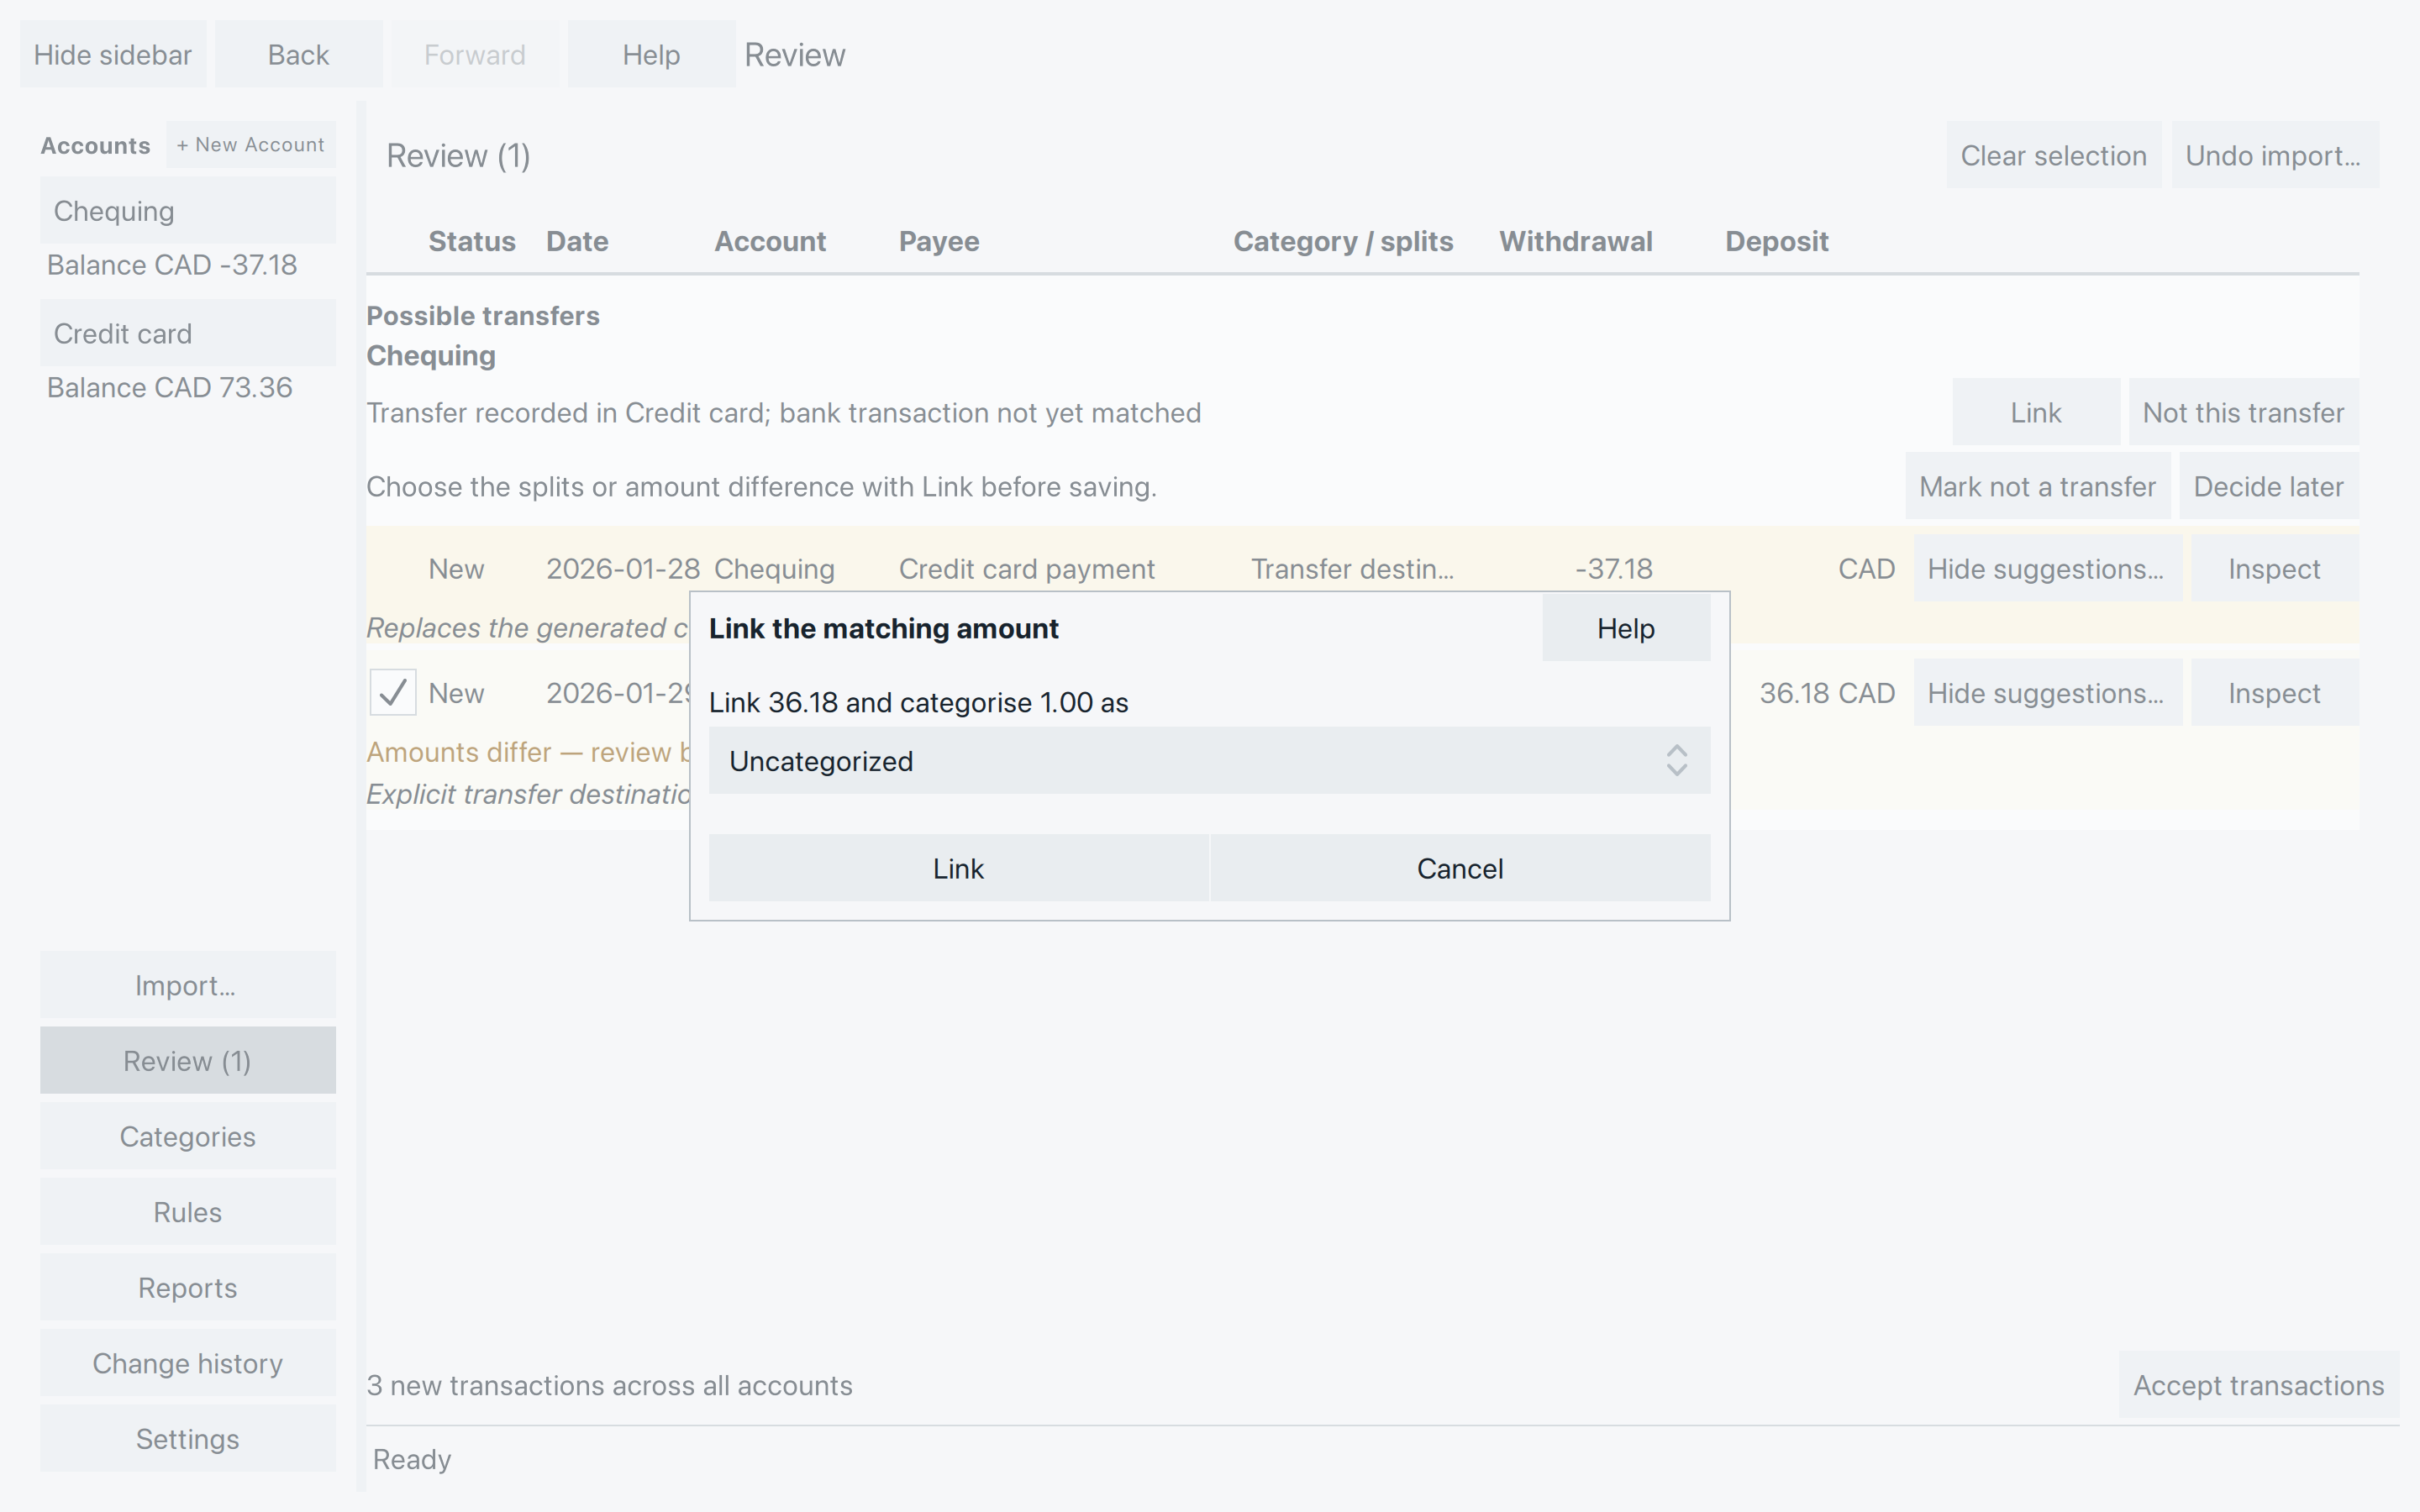 Hide sidebar Back Forward Help Review
Accounts + New Account
Chequing
Balance CAD -37.18
Credit card
Balance CAD 73.36
Import…
Review (1)
Categories
Rules
Reports
Change history
Settings
Review (1) Clear selection Undo import…
Status Date Account Payee Category / splits Withdrawal Deposit
Possible transfers
Chequing
Transfer recorded in Credit card; bank transaction not yet matched Link Not this transfer
Choose the splits or amount difference with Link before saving. Mark not a transfer Decide later
New 2026-01-28 Chequing Credit card payment Transfer destin… -37.18 CAD Hide suggestions… Inspect
Replaces the generated
New 36.18 CAD Hide suggestions… Inspect
Amounts differ — review
Explicit transfer
Link the matching amount Help
Link 36.18 and categorise 1.00 as
Uncategorized
Link Cancel
3 new transactions across all accounts Accept transactions
Ready